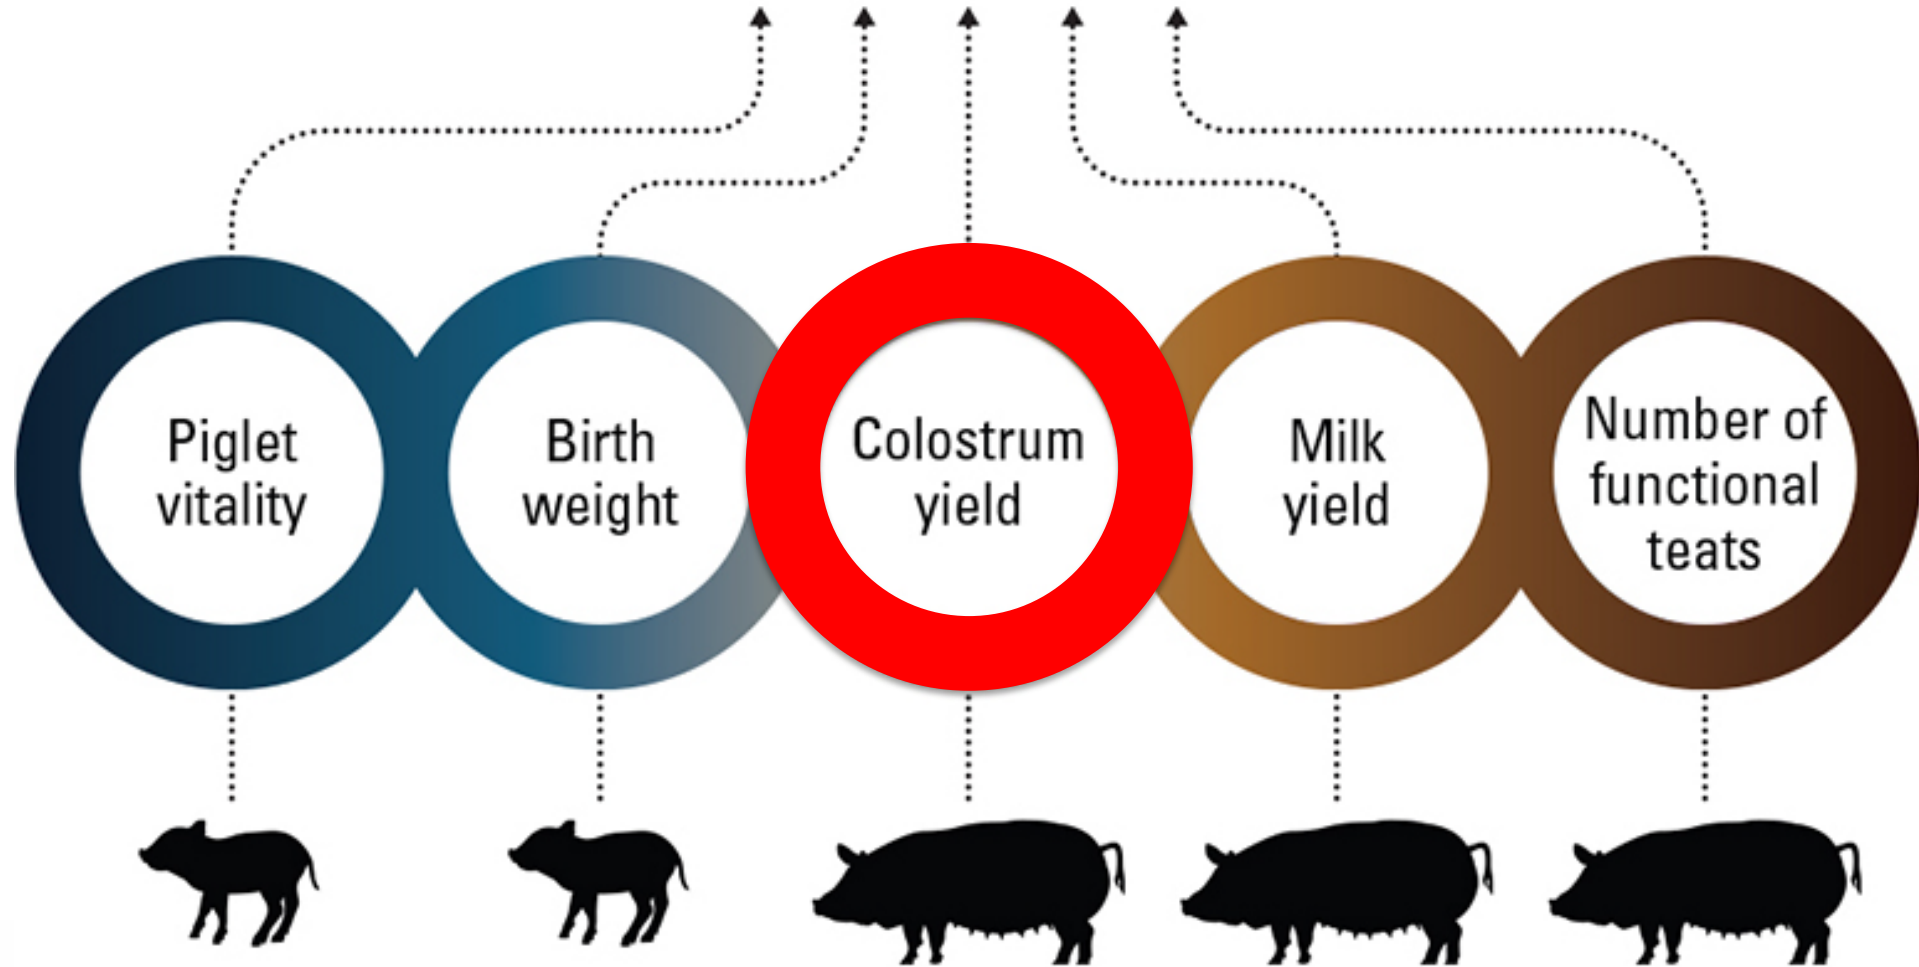 Piglet
vitality
Birth
weight
Colostrum
yield
Milk
yield
Number of
functional
teats